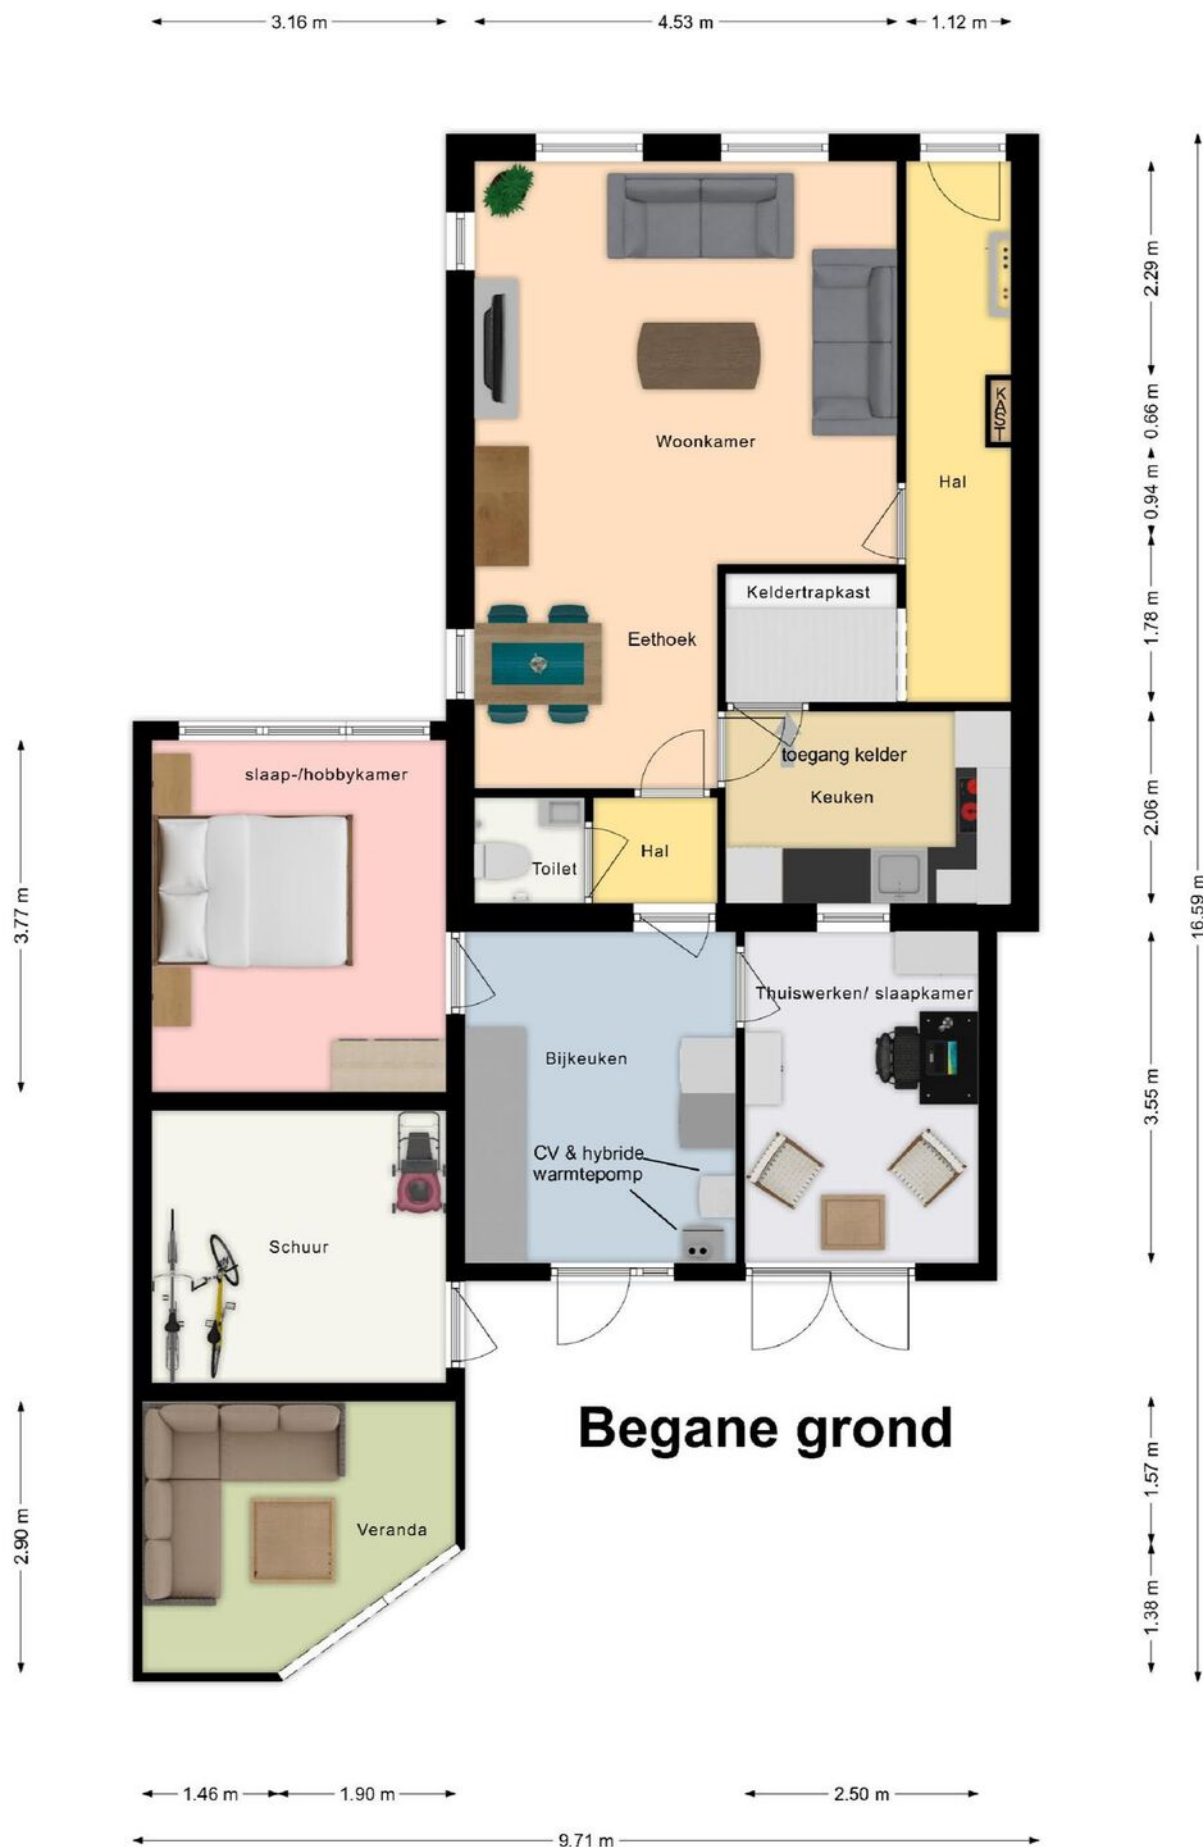 3.16 m
4.53 m
1.12 m
2.29 m
KAST
0.66 m
Woonkamer
Hal
0.94 m
Keldertrapkast
1.78 m
Eethoek
toegang kelder
slaap-/hobbykamer
Keuken
2.06 m
Hal
Toilet
3.77 m
16.59 m
Thuiswerken/ slaapkamer
Bijkeuken
3.55 m
CV & hybride
warmtepomp
Schuur
Begane grond
1.57 m
Veranda
2.90 m
1.38 m
1.46 m
1.90 m
2.50 m
9.71 m